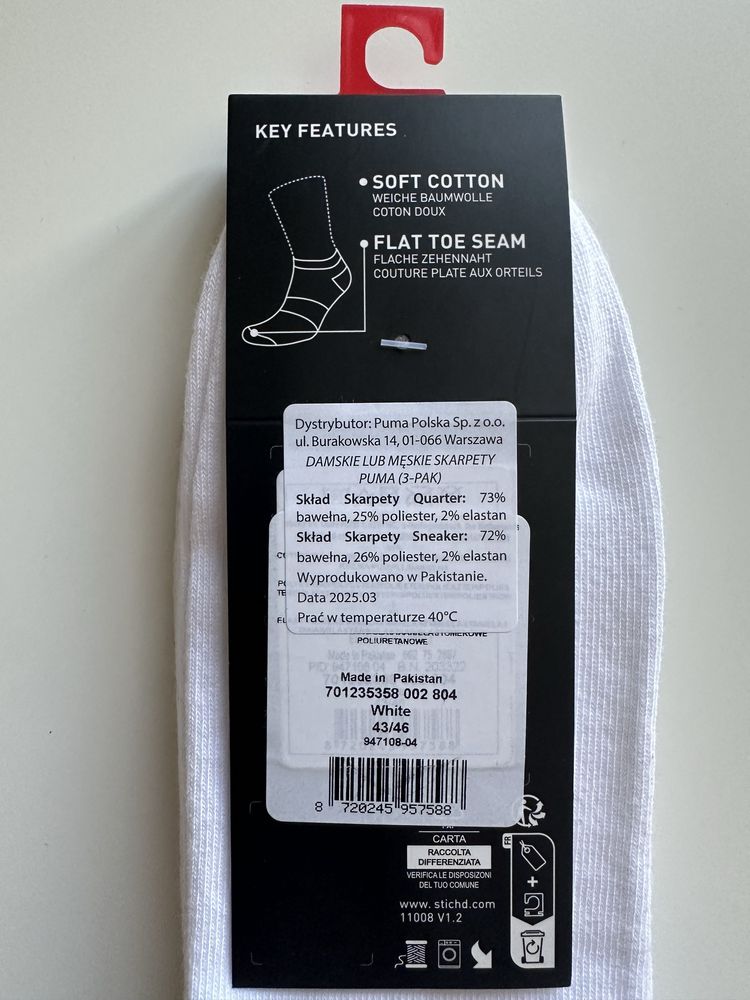 KEY FEATURES
SOFT COTTON
WEICHE BAUMWOLLE
COTON DOUX
FLAT TOE SEAM
FLACHE ZEHENNAHT
COUTURE PLATE AUX ORTEILS
Dystrybutor: Puma Polska Sp. z o.o.
ul. Burakowska 14, 01-066 Warszawa
DAMSKIE LUB MĘSKIE SKARPETY
PUMA (3-PAK)
Skład Skarpety Quarter: 73%
bawełna, 25% poliester, 2% elastan
Skład Skarpety Sneaker: 72%
bawełna, 26% poliester, 2% elastan
Wyprodukowano w Pakistanie.
Data 2025.03
Prać w temperaturze 40°C
POLIURETANOWE
Made in Pakistan
701235358 002 804
White
43/46
947108-04
8 720245 957588
CARTA
RACCOLTA
DIFFERENZIATA
VERIFICA LE DISPOSIZONI
DEL TUO COMUNE
www.stichd.com
11008 V1.2
FR